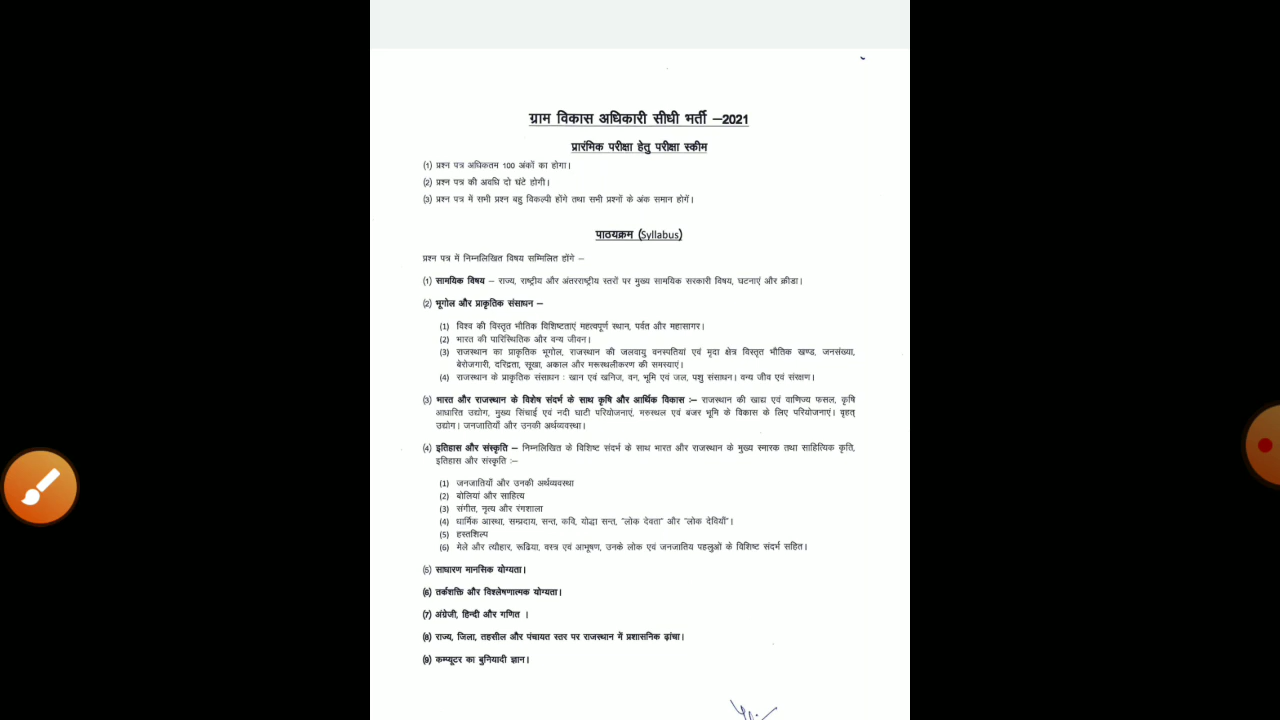 ग्राम विकास अधिकारी सीधी भर्ती –2021
प्रारंमिक परीक्षा हेतु परीक्षा स्कीम
(1) प्रश्न पत्र अधिकतम 100 अंकों का होगा।
(2) प्रश्न पत्र की अवधि दो घंटे होगी।
(3) प्रश्न पत्र में सभी प्रश्न बहु विकल्पी होंगे तथा सभी प्रश्नों के अंक समान होगें।
पाठयक्रम (Syllabus)
प्रश्न पत्र में निम्नलिखित विषय सम्मिलित होंगे –
(1) सामयिक विषय – राज्य, राष्ट्रीय और अंतरराष्ट्रीय स्तरों पर मुख्य सामयिक सरकारी विषय, घटनाएं और क्रीडा।
(2) भूगोल और प्राकृतिक संसाधन –
(1) विश्व की विस्तृत भौतिक विशिष्टताएं महत्वपूर्ण स्थान, पर्वत और महासागर।
(2) भारत की पारिस्थितिक और वन्य जीवन।
(3) राजस्थान का प्राकृतिक भूगोल, राजस्थान की जलवायु वनस्पतियां एवं मृदा क्षेत्र विस्तृत भौतिक खण्ड, जनसंख्या,
बेरोजगारी, दरिद्रता, सूखा, अकाल और मरूस्थलीकरण की समस्याएं।
(4) राजस्थान के प्राकृतिक संसाधन : खान एवं खनिज, वन, भूमि एवं जल, पशु संसाधन। वन्य जीव एवं संरक्षण।
(3) भारत और राजस्थान के विशेष संदर्भ के साथ कृषि और आर्थिक विकास :– राजस्थान की खाद्य एवं वाणिज्य फसल, कृषि
आधारित उद्योग, मुख्य सिंचाई एवं नदी घाटी परियोजनाएं, मरुस्थल एवं बजर भूमि के विकास के लिए परियोजनाएं। वृहत्
उद्योग। जनजातियाँ और उनकी अर्थव्यवस्था।
(4) इतिहास और संस्कृति – निम्नलिखित के विशिष्ट संदर्भ के साथ भारत और राजस्थान के मुख्य स्मारक तथा साहित्यिक कृति,
इतिहास और संस्कृति :–
(1) जनजातियाँ और उनकी अर्थव्यवस्था
(2) बोलियां और साहित्य
(3) संगीत, नृत्य और रंगशाला
(4) धार्मिक आस्था, सम्प्रदाय, सन्त, कवि, योद्धा सन्त, "लोक देवता" और "लोक देवियाँ"।
(5) हस्तशिल्प
(6) मेले और त्यौहार, रूढिया, वस्त्र एवं आभूषण, उनके लोक एवं जनजातिय पहलुओं के विशिष्ट संदर्भ सहित।
(5) साधारण मानसिक योग्यता।
(6) तर्कशक्ति और विश्लेषणात्मक योग्यता।
(7) अंग्रेजी, हिन्दी और गणित ।
(8) राज्य, जिला, तहसील और पंचायत स्तर पर राजस्थान में प्रशासनिक ढ़ांचा।
(9) कम्प्यूटर का बुनियादी ज्ञान।